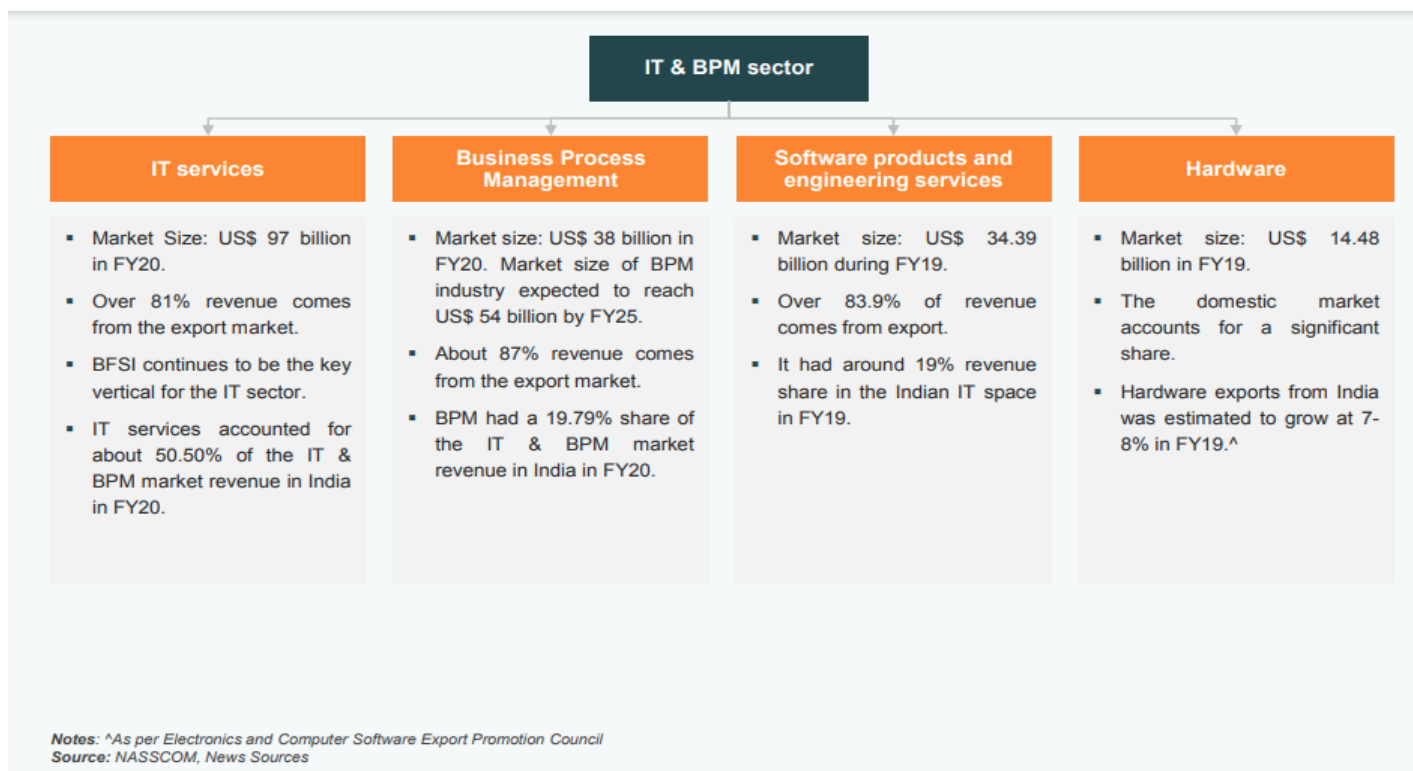 IT & BPM sector
IT services
▪ Market Size: US$ 97 billion
in FY20.
▪ Over 81% revenue comes
from the export market.
▪ BFSI continues to be the key
vertical for the IT sector.
▪ IT services accounted for
about 50.50% of the IT &
BPM market revenue in India
in FY20.
Business Process
Management
▪ Market size: US$ 38 billion in
FY20. Market size of BPM
industry expected to reach
US$ 54 billion by FY25.
▪ About 87% revenue comes
from the export market.
▪ BPM had a 19.79% share of
the IT & BPM market
revenue in India in FY20.
Software products and
engineering services
▪ Market size: US$ 34.39
billion during FY19.
▪ Over 83.9% of revenue
comes from export.
▪ It had around 19% revenue
share in the Indian IT space
in FY19.
Hardware
▪ Market size: US$ 14.48
billion in FY19.
▪ The domestic market
accounts for a significant
share.
▪ Hardware exports from India
was estimated to grow at 7-
8% in FY19.^
Notes: ^As per Electronics and Computer Software Export Promotion Council
Source: NASSCOM, News Sources